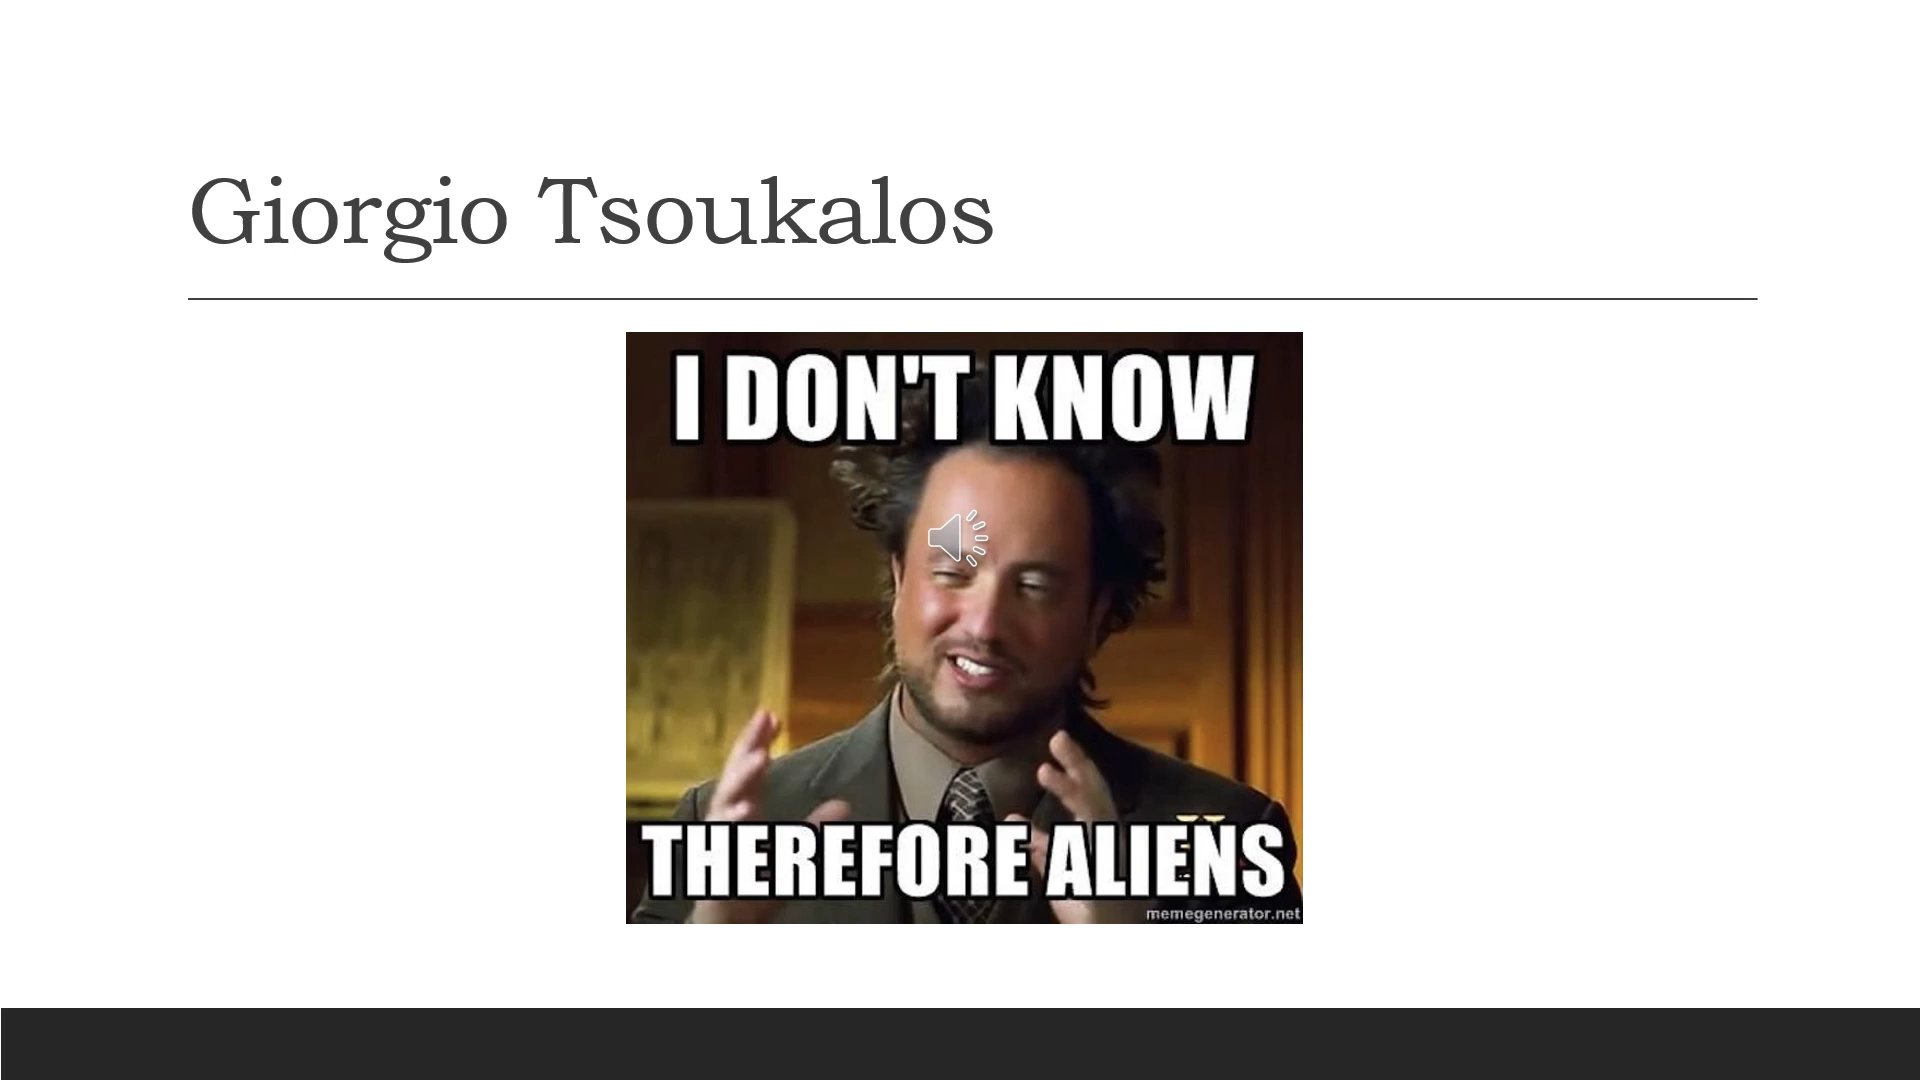 Giorgio Tsoukalos
I DON'T KNOW
THEREFORE ALIENS
memegenerator.net